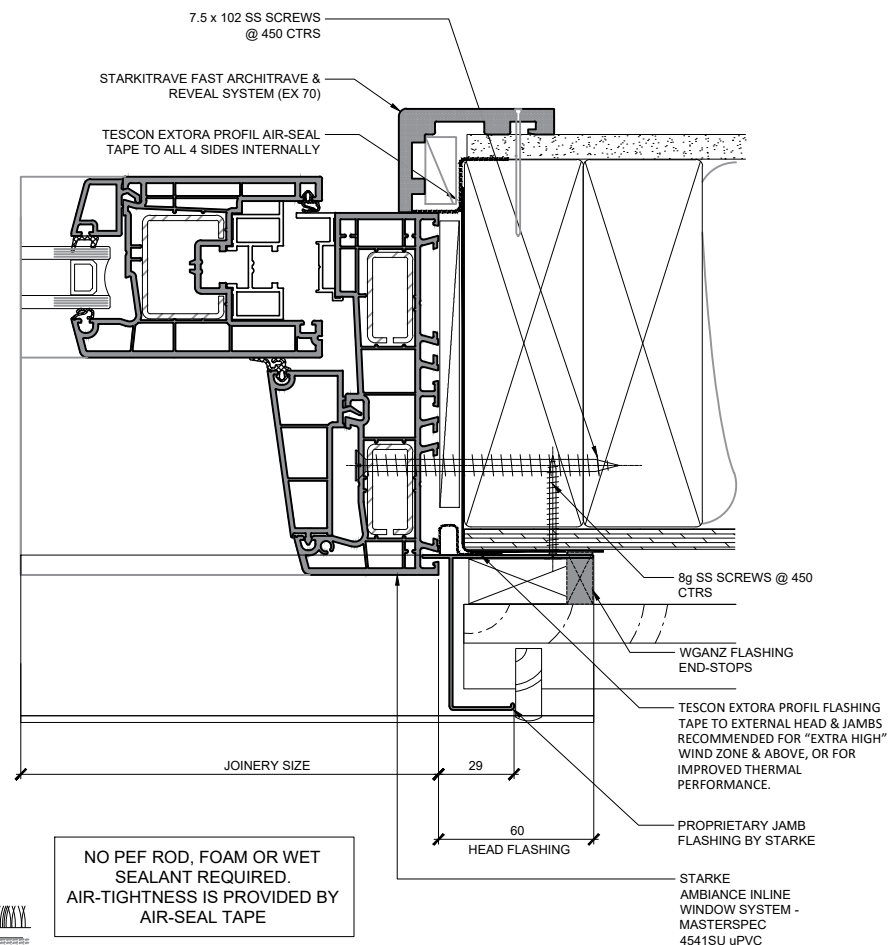 7.5 x 102 SS SCREWS
@ 450 CTRS
STARKITRAVE FAST ARCHITRAVE &
REVEAL SYSTEM (EX 70)
TESCON EXTORA PROFIL AIR-SEAL
TAPE TO ALL 4 SIDES INTERNALLY
8g SS SCREWS @ 450
CTRS
WGANZ FLASHING
END-STOPS
TESCON EXTORA PROFIL FLASHING
TAPE TO EXTERNAL HEAD & JAMBS
RECOMMENDED FOR “EXTRA HIGH”
WIND ZONE & ABOVE, OR FOR
IMPROVED THERMAL
PERFORMANCE.
JOINERY SIZE
29
60
HEAD FLASHING
PROPRIETARY JAMB
FLASHING BY STARKE
NO PEF ROD, FOAM OR WET
SEALANT REQUIRED.
AIR-TIGHTNESS IS PROVIDED BY
AIR-SEAL TAPE
STARKE
AMBIANCE INLINE
WINDOW SYSTEM -
MASTERSPEC
4541SU uPVC